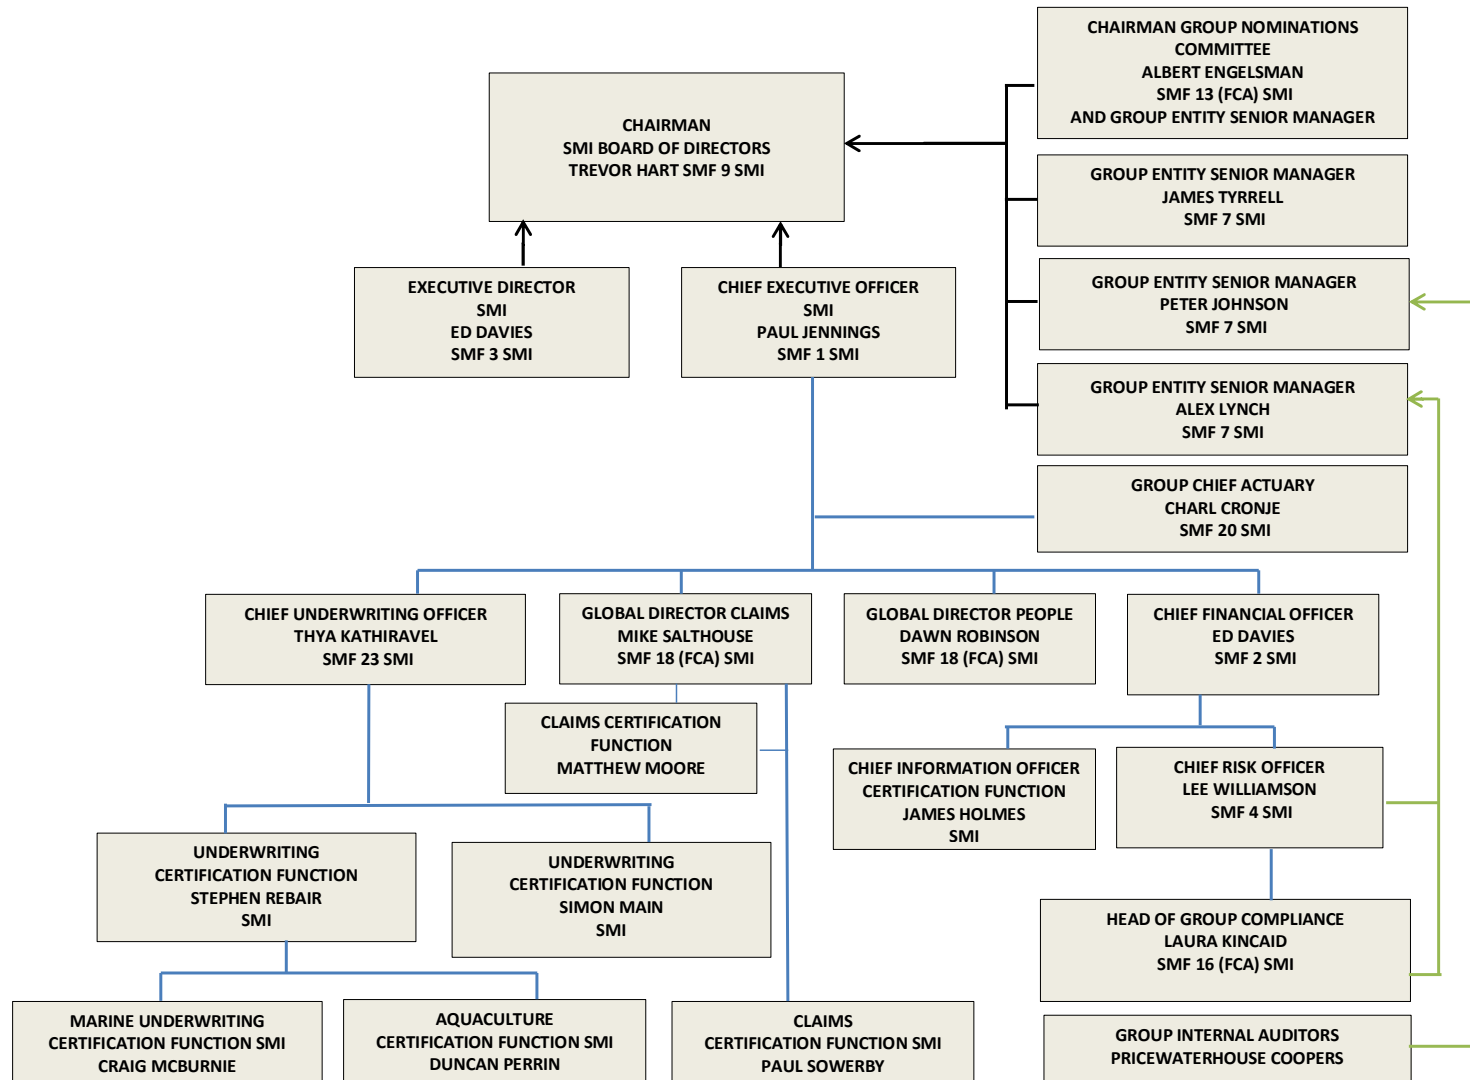 CHAIRMAN GROUP NOMINATIONS
COMMITTEE
ALBERT ENGELSMAN
SMF 13 (FCA) SMI
AND GROUP ENTITY SENIOR MANAGER
CHAIRMAN
SMI BOARD OF DIRECTORS
TREVOR HART SMF 9 SMI
GROUP ENTITY SENIOR MANAGER
JAMES TYRRELL
SMF 7 SMI
EXECUTIVE DIRECTOR
SMI
ED DAVIES
SMF 3 SMI
CHIEF EXECUTIVE OFFICER
SMI
PAUL JENNINGS
SMF 1 SMI
GROUP ENTITY SENIOR MANAGER
PETER JOHNSON
SMF 7 SMI
GROUP ENTITY SENIOR MANAGER
ALEX LYNCH
SMF 7 SMI
GROUP CHIEF ACTUARY
CHARL CRONJE
SMF 20 SMI
CHIEF UNDERWRITING OFFICER
THYA KATHIRAVEL
SMF 23 SMI
GLOBAL DIRECTOR CLAIMS
MIKE SALTHOUSE
SMF 18 (FCA) SMI
GLOBAL DIRECTOR PEOPLE
DAWN ROBINSON
SMF 18 (FCA) SMI
CHIEF FINANCIAL OFFICER
ED DAVIES
SMF 2 SMI
CLAIMS CERTIFICATION
FUNCTION
MATTHEW MOORE
CHIEF INFORMATION OFFICER
CERTIFICATION FUNCTION
JAMES HOLMES
SMI
CHIEF RISK OFFICER
LEE WILLIAMSON
SMF 4 SMI
UNDERWRITING
CERTIFICATION FUNCTION
STEPHEN REBAIR
SMI
UNDERWRITING
CERTIFICATION FUNCTION
SIMON MAIN
SMI
HEAD OF GROUP COMPLIANCE
LAURA KINCAID
SMF 16 (FCA) SMI
MARINE UNDERWRITING
CERTIFICATION FUNCTION SMI
CRAIG MCBURNIE
AQUACULTURE
CERTIFICATION FUNCTION SMI
DUNCAN PERRIN
CLAIMS
CERTIFICATION FUNCTION SMI
PAUL SOWERBY
GROUP INTERNAL AUDITORS
PRICEWATERHOUSE COOPERS